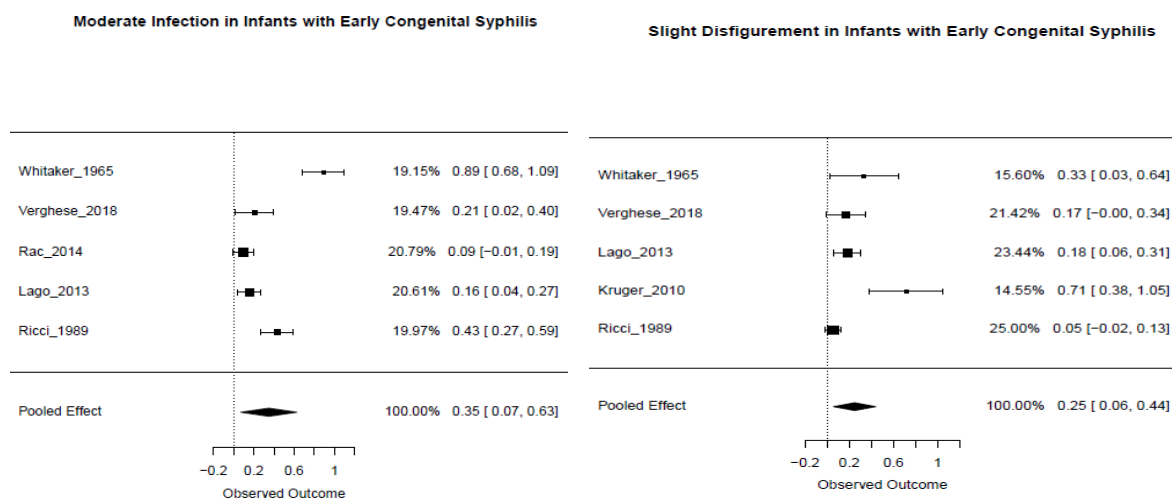 Moderate Infection in Infants with Early Congenital Syphilis
Whitaker_1965 19.15% 0.89 [ 0.68, 1.09]
Verghese_2018 19.47% 0.21 [ 0.02, 0.40]
Rac_2014 20.79% 0.09 [−0.01, 0.19]
Lago_2013 20.61% 0.16 [ 0.04, 0.27]
Ricci_1989 19.97% 0.43 [ 0.27, 0.59]
Pooled Effect 100.00% 0.35 [ 0.07, 0.63]
−0.2 0.2 0.6 1
Observed Outcome
Slight Disfigurement in Infants with Early Congenital Syphilis
Whitaker_1965 15.60% 0.33 [ 0.03, 0.64]
Verghese_2018 21.42% 0.17 [−0.00, 0.34]
Lago_2013 23.44% 0.18 [ 0.06, 0.31]
Kruger_2010 14.55% 0.71 [ 0.38, 1.05]
Ricci_1989 25.00% 0.05 [−0.02, 0.13]
Pooled Effect 100.00% 0.25 [ 0.06, 0.44]
−0.2 0.2 0.6 1
Observed Outcome